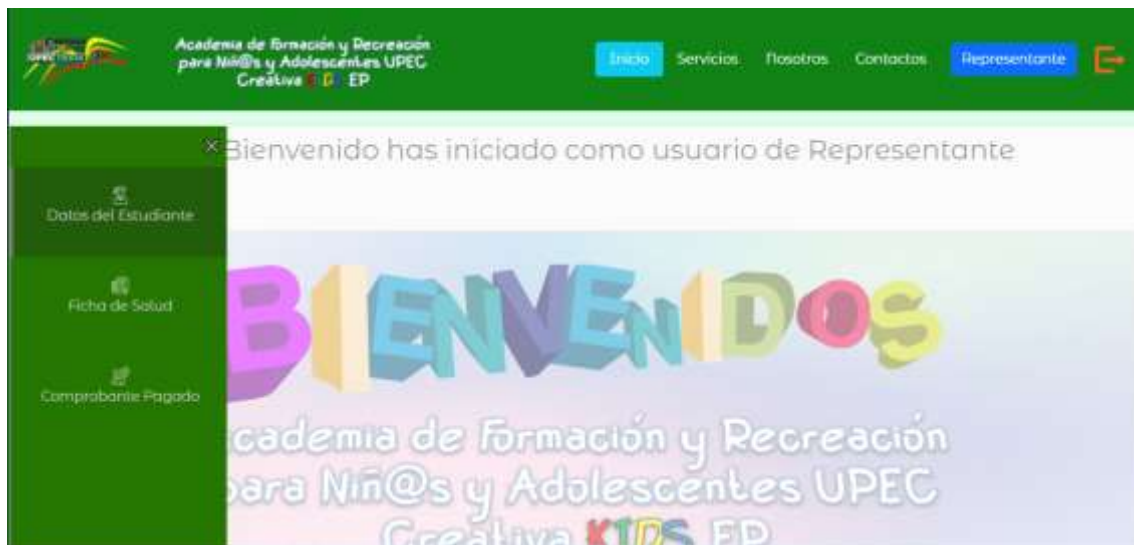 Academia de Formación y Recreación
para Niñ@s y Adolescentes UPEC
Creativa KIDS EP
Inicio
Servicios
Nosotros
Contactos
Representante
×
Bienvenido has iniciado como usuario de Representante
Datos del Estudiante
Ficha de Salud
Comprobante Pagado
BIENVENIDOS
cademia de Formación y Recreación
para Niñ@s y Adolescentes UPEC
Creativa KIDS EP